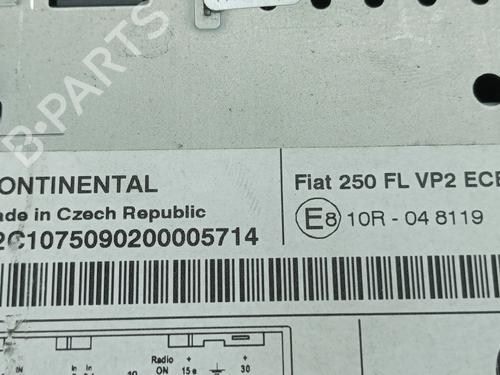 B-PARTS
ONTINENTAL
Fiat 250 FL VP2 ECE
ade in Czech Republic
E8 10R - 04 8119
2C1075090200005714
Radio + +
ON 15 e 30